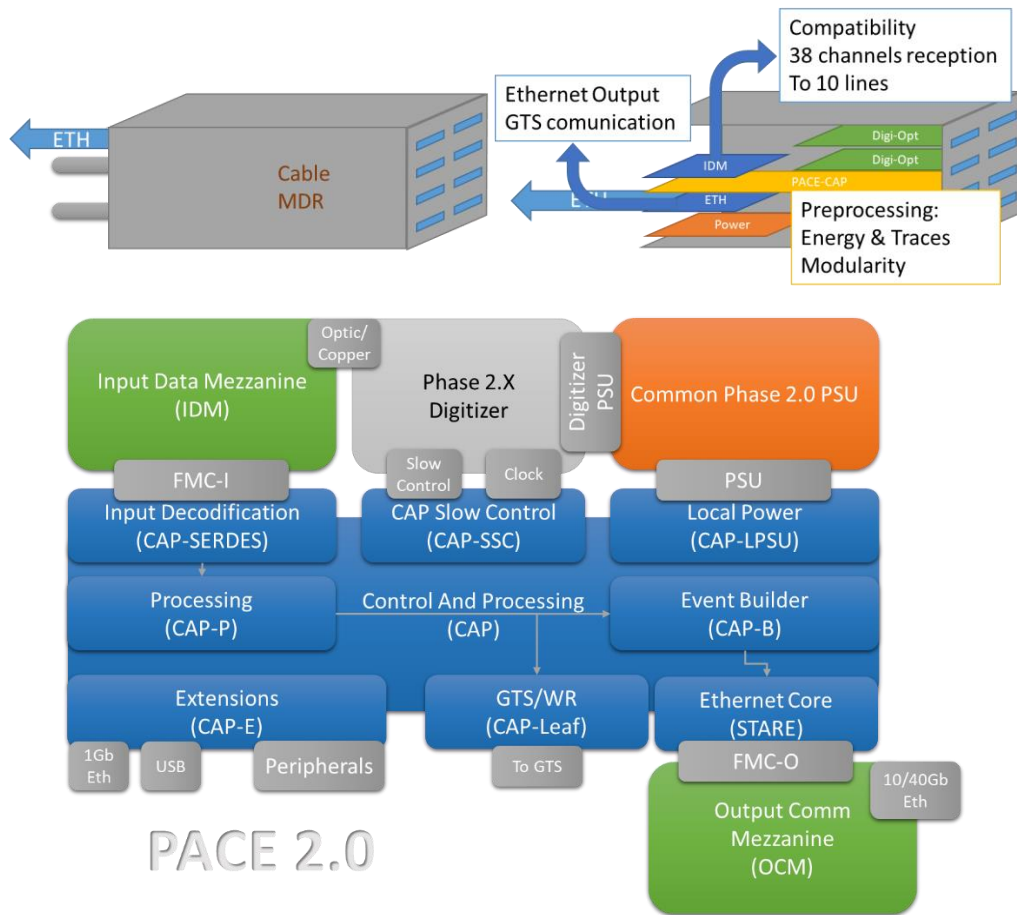 Compatibility
38 channels reception
To 10 lines
Ethernet Output
GTS comunication
ETH
Cable
MDR
Digi-Opt
Digi-Opt
IDM
PACE-CAP
ETH
ETH
Power
Preprocessing:
Energy & Traces
Modularity
Optic/
Copper
Input Data Mezzanine
(IDM)
Phase 2.X
Digitizer
Digitizer
PSU
Common Phase 2.0 PSU
FMC-I
Slow
Control
Clock
PSU
Input Decodification
(CAP-SERDES)
CAP Slow Control
(CAP-SSC)
Local Power
(CAP-LPSU)
Processing
(CAP-P)
Control And Processing
(CAP)
Event Builder
(CAP-B)
Extensions
(CAP-E)
GTS/WR
(CAP-Leaf)
Ethernet Core
(STARE)
1Gb
Eth
USB
Peripherals
To GTS
FMC-O
10/40Gb
Eth
Output Comm
Mezzanine
(OCM)
PACE 2.0